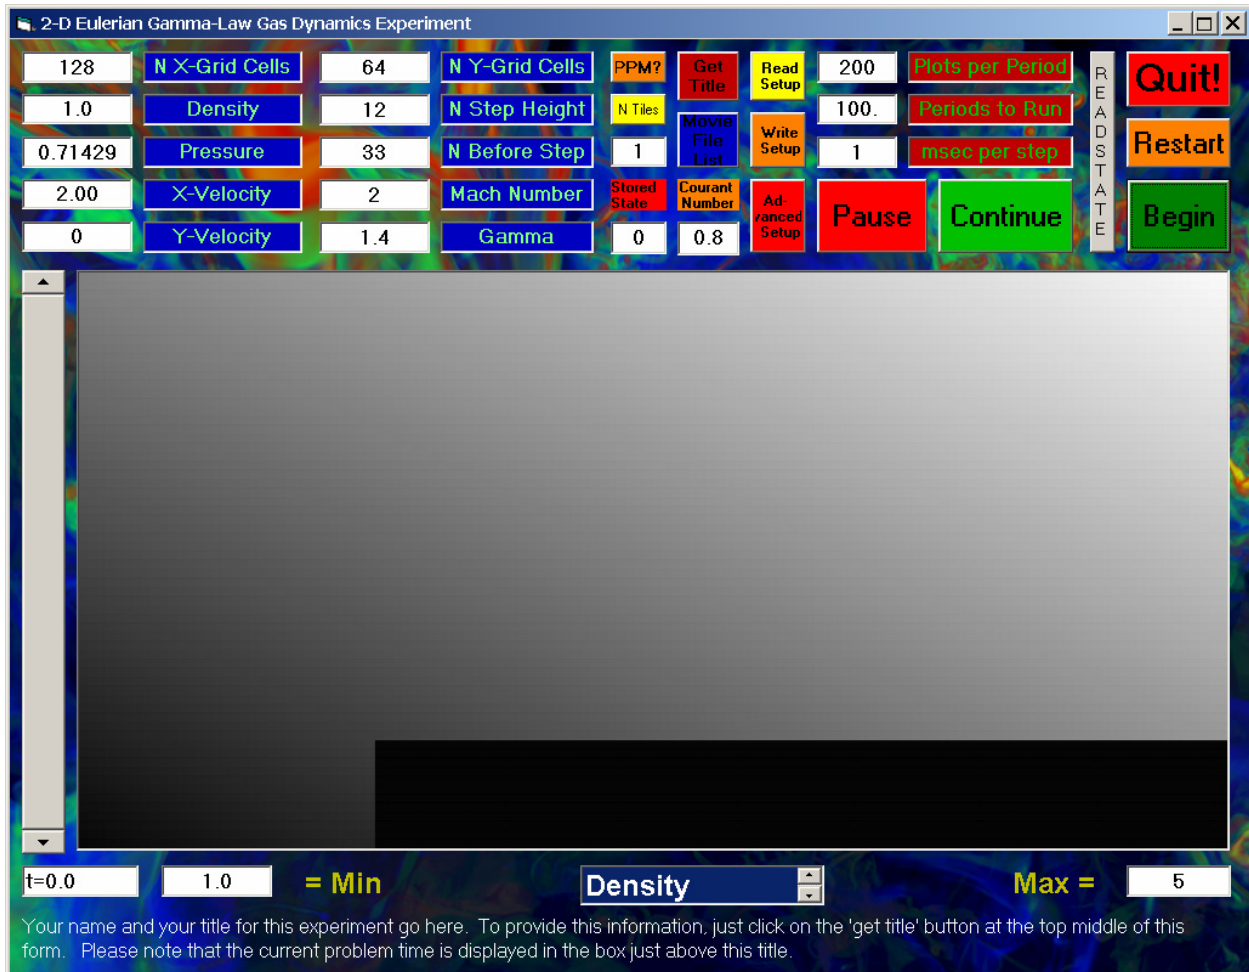 2-D Eulerian Gamma-Law Gas Dynamics Experiment
128 N X-Grid Cells 64 N Y-Grid Cells PPM? Get Title Read Setup 200 Plots per Period READSTATE Quit!
1.0 Density 12 N Step Height N Tiles Movie File List Write Setup 100. Periods to Run Restart
0.71429 Pressure 33 N Before Step 1 1 msec per step
2.00 X-Velocity 2 Mach Number Stored State Courant Number Ad-vanced Setup Pause Continue Begin
0 Y-Velocity 1.4 Gamma 0 0.8
t=0.0 1.0 = Min Density Max = 5
Your name and your title for this experiment go here. To provide this information, just click on the 'get title' button at the top middle of this
form. Please note that the current problem time is displayed in the box just above this title.